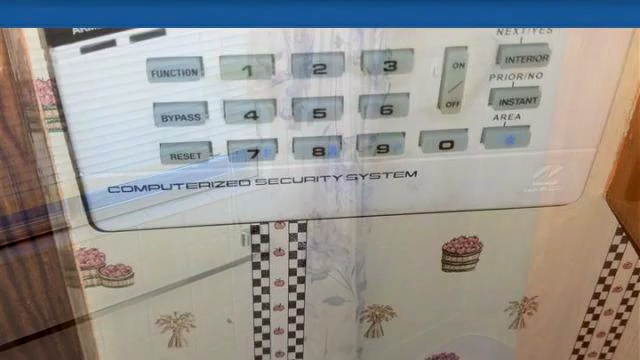 NEXT/YES
FUNCTION 1 2 3 ON INTERIOR
PRIOR/NO
BYPASS 4 5 6 OFF INSTANT
AREA
RESET 7 8 9 0 *
COMPUTERIZED SECURITY SYSTEM